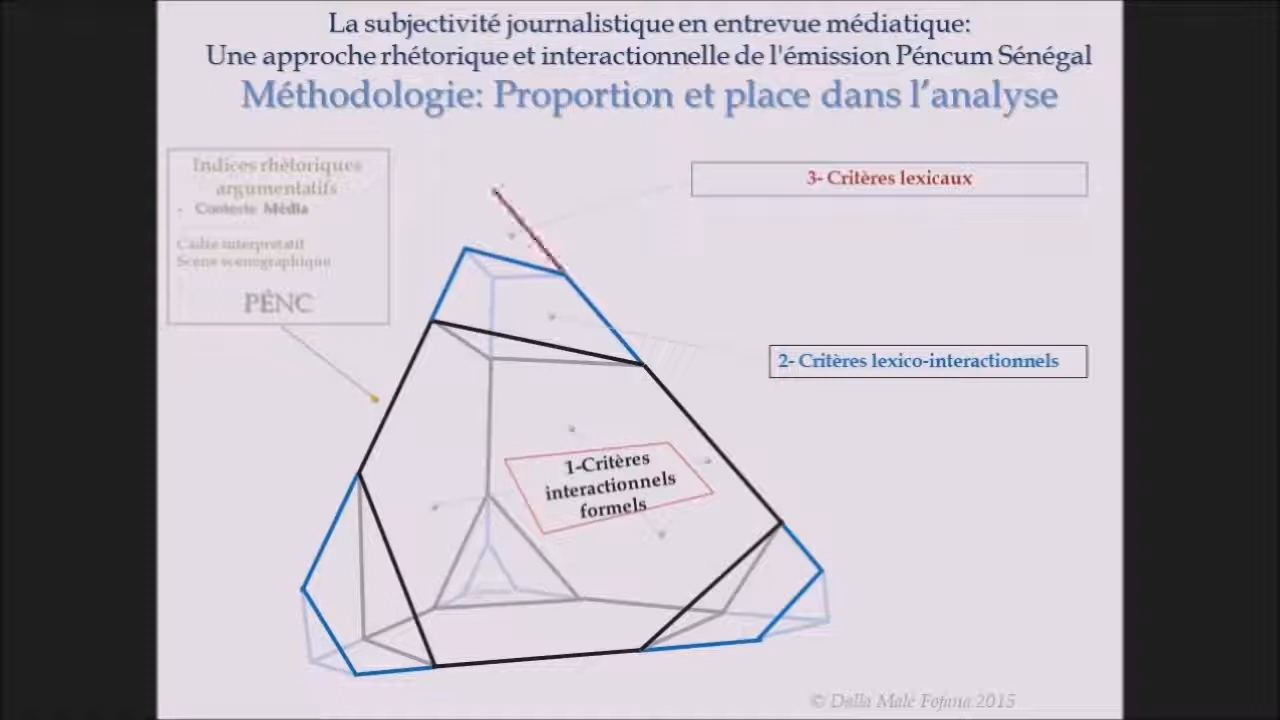 La subjectivité journalistique en entrevue médiatique:
Une approche rhétorique et interactionnelle de l'émission Péncum Sénégal
Méthodologie: Proportion et place dans l'analyse
Indices rhétoriques
argumentatifs
- Contexte Média
Cadre interprétatif
Scène scénographique
PÉNC
3- Critères lexicaux
2- Critères lexico-interactionnels
1-Critères
interactionnels
formels
© Dalla Malé Fofana 2015